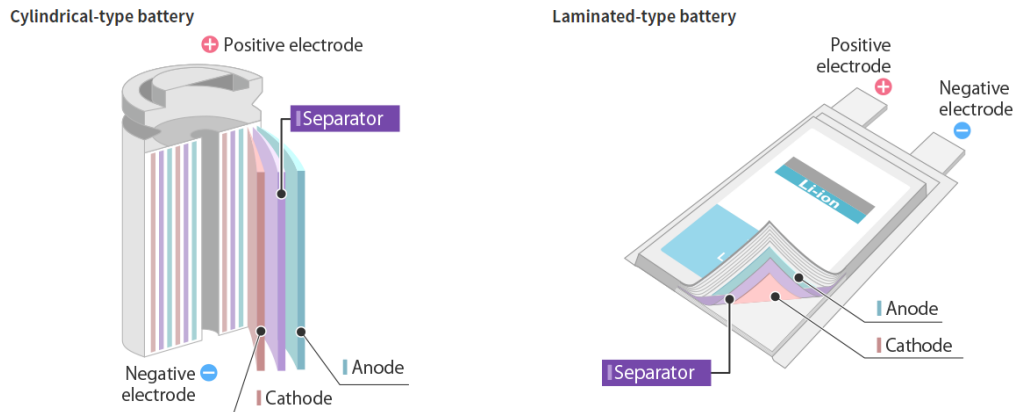 Cylindrical-type battery
+ Positive electrode
Separator
Anode
Cathode
Negative −
electrode
Laminated-type battery
Positive
electrode
+
Negative
electrode
−
Li-ion
L
Anode
Cathode
Separator